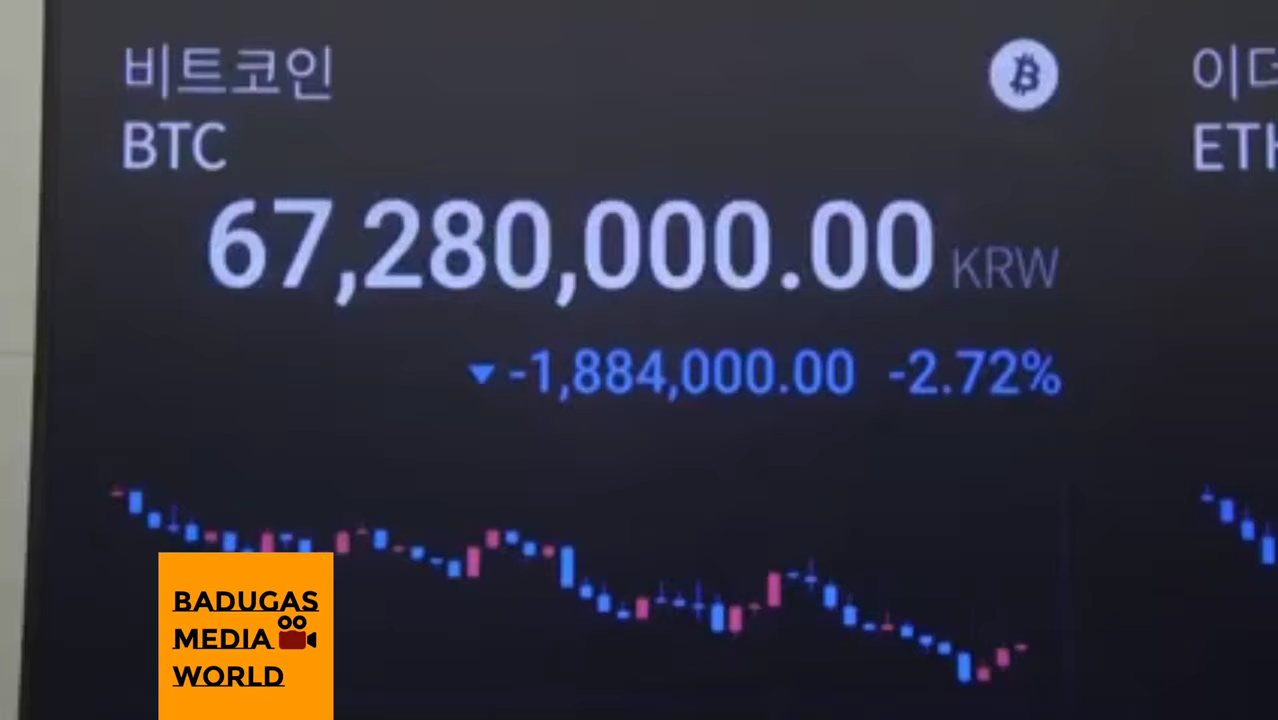 비트코인
BTC
67,280,000.00 KRW
▼ -1,884,000.00 -2.72%
ETH
BADUGAS
MEDIA
WORLD